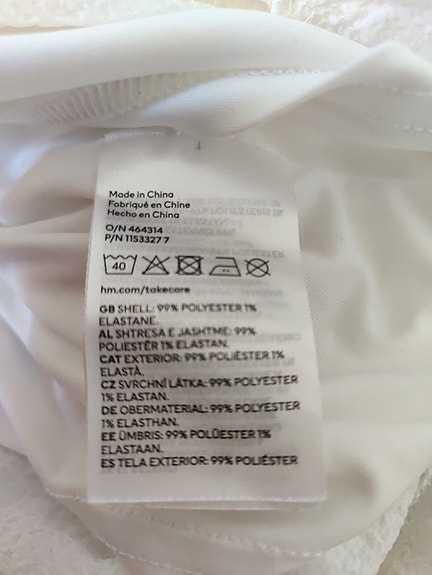 Made in China
Fabriqué en Chine
Hecho en China
O/N 464314
P/N 1153327 7
40
hm.com/takecare
GB SHELL: 99% POLYESTER 1%
ELASTANE.
AL SHTRESA E JASHTME: 99%
POLIESTËR 1% ELASTAN.
CAT EXTERIOR: 99% POLIÈSTER 1%
ELASTÀ.
CZ SVRCHNÍ LÁTKA: 99% POLYESTER
1% ELASTAN.
DE OBERMATERIAL: 99% POLYESTER
1% ELASTHAN.
EE ÜMBRIS: 99% POLÜESTER 1%
ELASTAAN.
ES TELA EXTERIOR: 99% POLIÉSTER